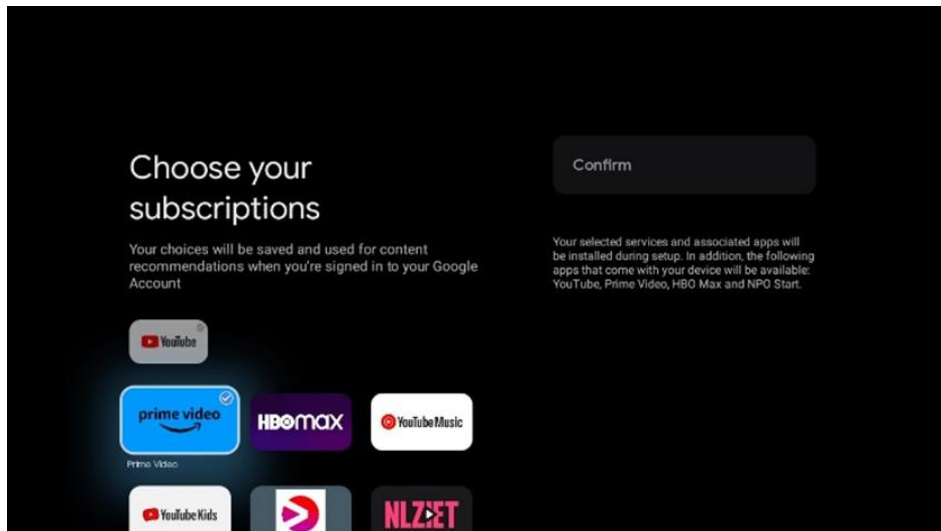 Choose your
subscriptions
Your choices will be saved and used for content
recommendations when you're signed in to your Google
Account
YouTube
prime video
HBOmax
YouTube Music
Prime Video
YouTube Kids
NLZIET
Confirm
Your selected services and associated apps will
be installed during setup. In addition, the following
apps that come with your device will be available:
YouTube, Prime Video, HBO Max and NPO Start.